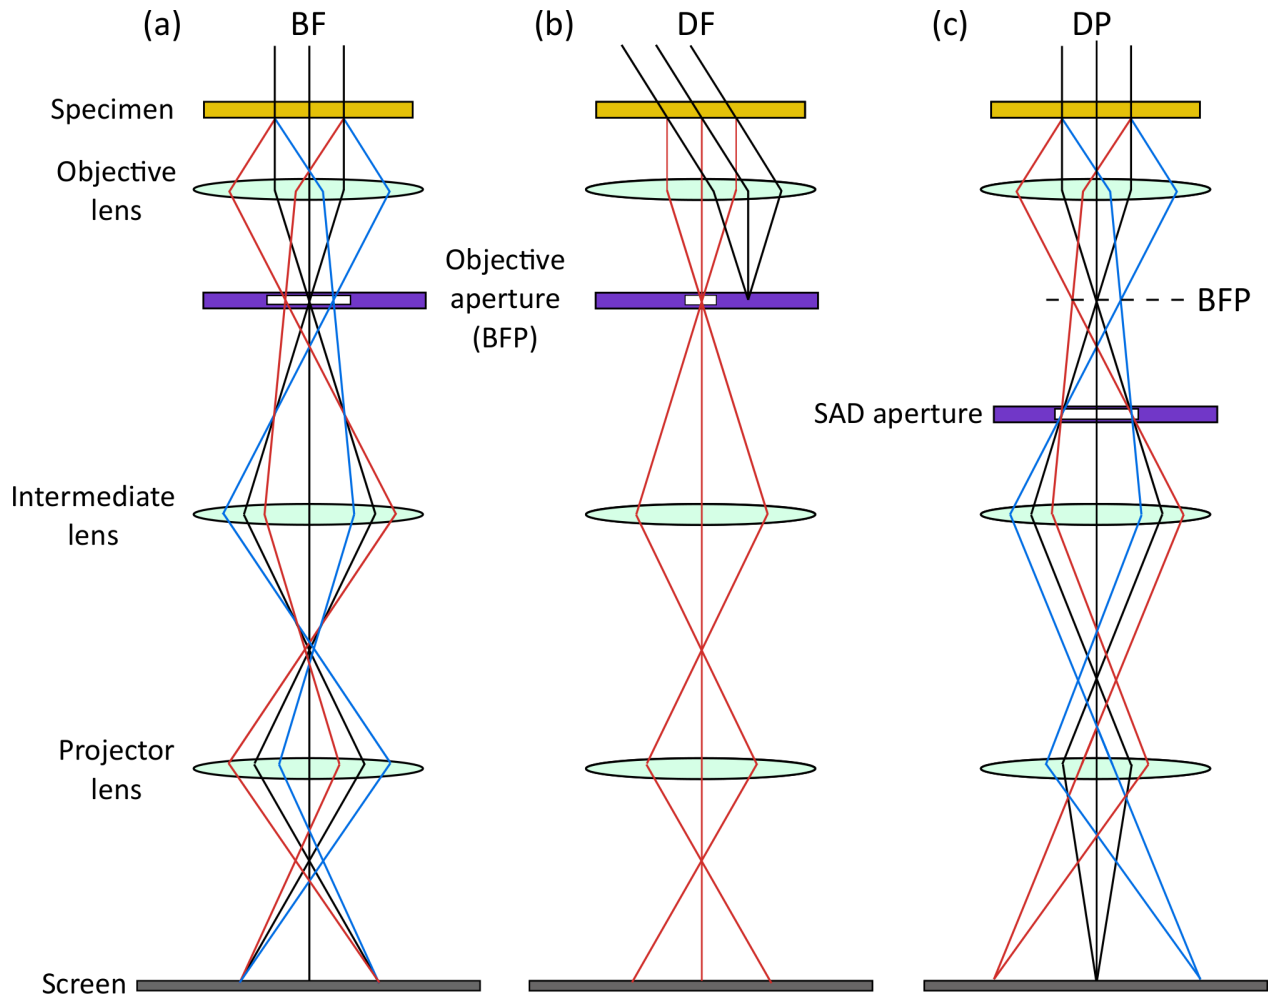 (a)
BF
(b)
DF
(c)
DP
Specimen
Objective
lens
Objective
aperture
(BFP)
BFP
SAD aperture
Intermediate
lens
Projector
lens
Screen